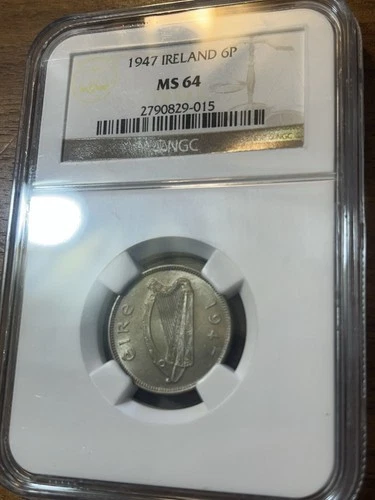 1947 IRELAND 6P
MS 64
2790829-015
NGC
ÉIRE 1947